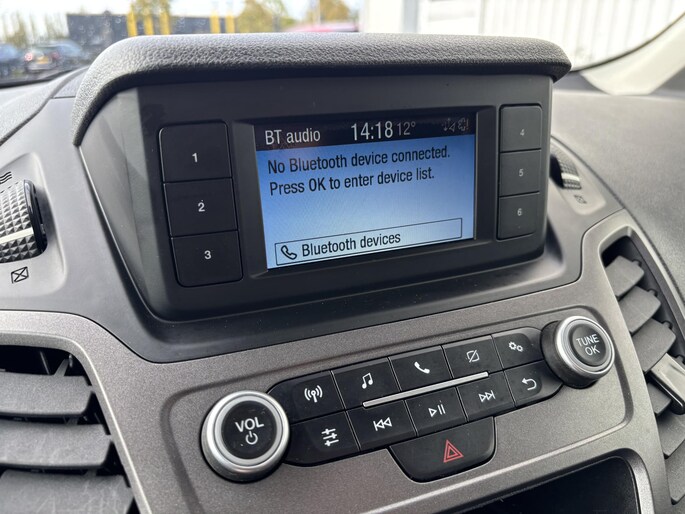 BT audio 14:18 12°
No Bluetooth device connected.
Press OK to enter device list.
Bluetooth devices
1
2
3
4
5
6
VOL
TUNE
OK